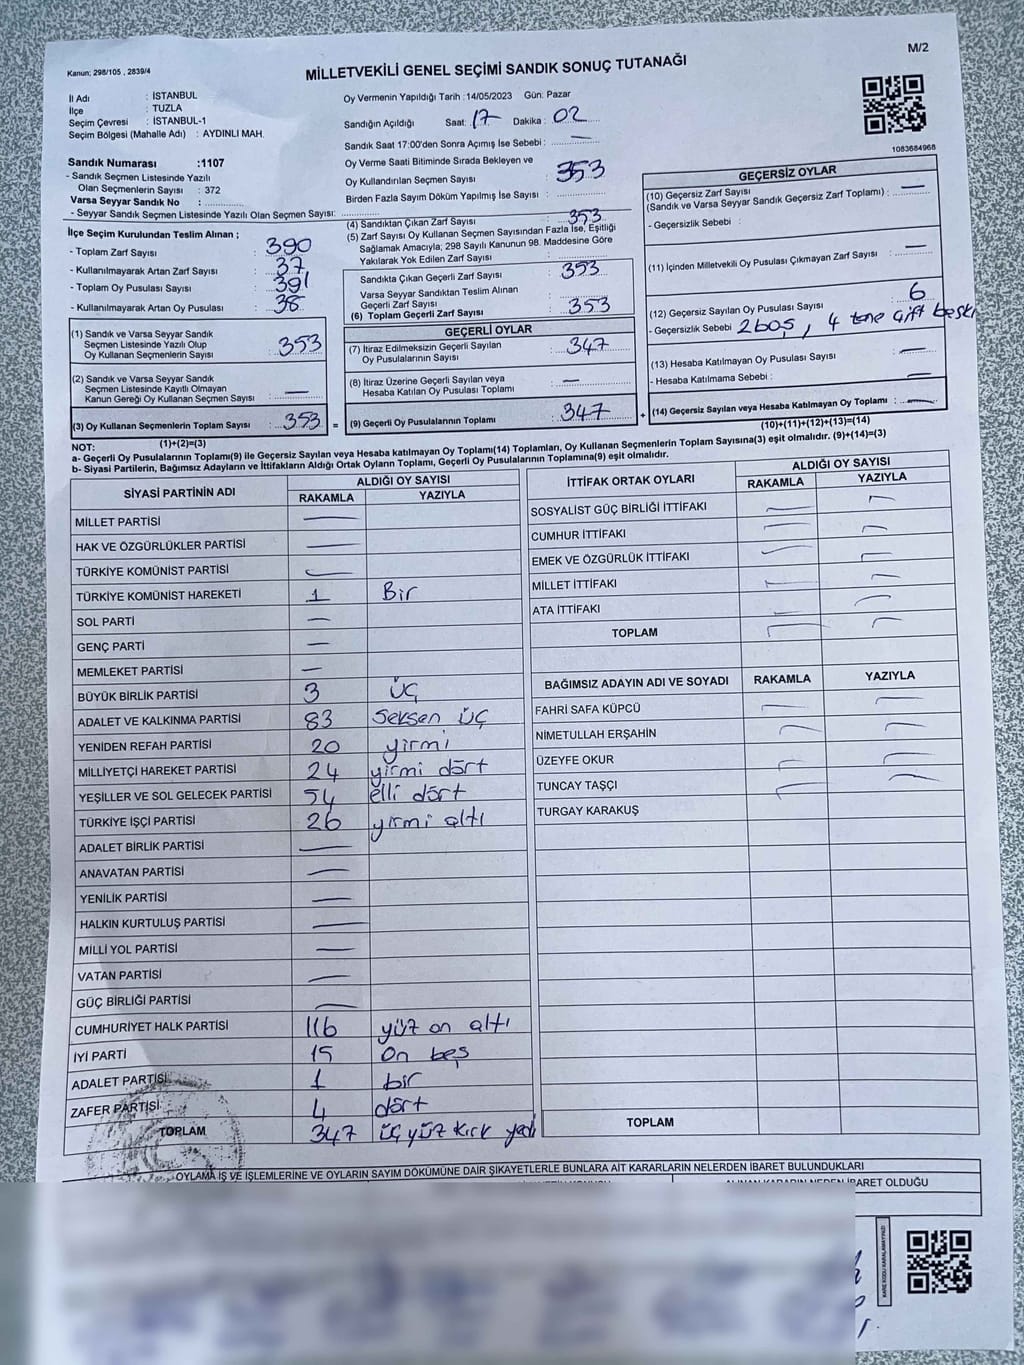 M/2
Kanun: 298/105 , 2839/4
MİLLETVEKİLİ GENEL SEÇİMİ SANDIK SONUÇ TUTANAĞI
İl Adı : İSTANBUL
İlçe : TUZLA
Seçim Çevresi : İSTANBUL-1
Seçim Bölgesi (Mahalle Adı) : AYDINLI MAH.
Sandık Numarası :1107
- Sandık Seçmen Listesinde Yazılı
Olan Seçmenlerin Sayısı : 372
Varsa Seyyar Sandık No :
- Seyyar Sandık Seçmen Listesinde Yazılı Olan Seçmen Sayısı:
Oy Vermenin Yapıldığı Tarih :14/05/2023 Gün: Pazar
Sandığın Açıldığı Saat: 17 Dakika: 02
Sandık Saat 17:00'den Sonra Açımış İse Sebebi : —
Oy Verme Saati Bitiminde Sırada Bekleyen ve
Oy Kullandırılan Seçmen Sayısı : 353
Birden Fazla Sayım Döküm Yapılmış İse Sayısı :
1083684968
İlçe Seçim Kurulundan Teslim Alınan ;
- Toplam Zarf Sayısı : 390
- Kullanılmayarak Artan Zarf Sayısı : 37
- Toplam Oy Pusulası Sayısı : 391
- Kullanılmayarak Artan Oy Pusulası : 38
(1) Sandık ve Varsa Seyyar Sandık
Seçmen Listesinde Yazılı Olup
Oy Kullanan Seçmenlerin Sayısı : 353
(2) Sandık ve Varsa Seyyar Sandık
Seçmen Listesinde Kayıtlı Olmayan
Kanun Gereği Oy Kullanan Seçmen Sayısı : —
(3) Oy Kullanan Seçmenlerin Toplam Sayısı : 353 =
(1)+(2)=(3)
(4) Sandıktan Çıkan Zarf Sayısı : 353
(5) Zarf Sayısı Oy Kullanan Seçmen Sayısından Fazla İse, Eşitliği
Sağlamak Amacıyla; 298 Sayılı Kanunun 98. Maddesine Göre
Yakılarak Yok Edilen Zarf Sayısı :
Sandıkta Çıkan Geçerli Zarf Sayısı : 353
Varsa Seyyar Sandıktan Teslim Alınan
Geçerli Zarf Sayısı :
(6) Toplam Geçerli Zarf Sayısı : 353
GEÇERLİ OYLAR
(7) İtiraz Edilmeksizin Geçerli Sayılan
Oy Pusulalarının Sayısı : 347
(8) İtiraz Üzerine Geçerli Sayılan veya
Hesaba Katılan Oy Pusulası Toplamı : —
(9) Geçerli Oy Pusulalarının Toplamı : 347 +
GEÇERSİZ OYLAR
(10) Geçersiz Zarf Sayısı
(Sandık ve Varsa Seyyar Sandık Geçersiz Zarf Toplamı) : —
- Geçersizlik Sebebi :
(11) İçinden Milletvekili Oy Pusulası Çıkmayan Zarf Sayısı : —
(12) Geçersiz Sayılan Oy Pusulası Sayısı : 6
- Geçersizlik Sebebi : 2 boş, 4 tane çift baskı
(13) Hesaba Katılmayan Oy Pusulası Sayısı : —
- Hesaba Katılmama Sebebi : —
(14) Geçersiz Sayılan veya Hesaba Katılmayan Oy Toplamı : —
(10)+(11)+(12)+(13)=(14)
NOT:
a- Geçerli Oy Pusulalarının Toplamı(9) ile Geçersiz Sayılan veya Hesaba katılmayan Oy Toplamı(14) Toplamları, Oy Kullanan Seçmenlerin Toplam Sayısına(3) eşit olmalıdır. (9)+(14)=(3)
b- Siyasi Partilerin, Bağımsız Adayların ve İttifakların Aldığı Ortak Oyların Toplamı, Geçerli Oy Pusulalarının Toplamına(9) eşit olmalıdır.
SİYASİ PARTİNİN ADI ALDIĞI OY SAYISI
RAKAMLA YAZIYLA
MİLLET PARTİSİ —
HAK VE ÖZGÜRLÜKLER PARTİSİ —
TÜRKİYE KOMÜNİST PARTİSİ —
TÜRKİYE KOMÜNİST HAREKETİ 1 Bir
SOL PARTİ —
GENÇ PARTİ —
MEMLEKET PARTİSİ —
BÜYÜK BİRLİK PARTİSİ 3 üç
ADALET VE KALKINMA PARTİSİ 83 Seksen üç
YENİDEN REFAH PARTİSİ 20 yirmi
MİLLİYETÇİ HAREKET PARTİSİ 24 yirmi dört
YEŞİLLER VE SOL GELECEK PARTİSİ 54 elli dört
TÜRKİYE İŞÇİ PARTİSİ 26 yirmi altı
ADALET BİRLİK PARTİSİ —
ANAVATAN PARTİSİ —
YENİLİK PARTİSİ —
HALKIN KURTULUŞ PARTİSİ —
MİLLİ YOL PARTİSİ —
VATAN PARTİSİ —
GÜÇ BİRLİĞİ PARTİSİ —
CUMHURİYET HALK PARTİSİ 116 yüz on altı
İYİ PARTİ 15 On beş
ADALET PARTİSİ 1 bir
ZAFER PARTİSİ 4 dört
TOPLAM 347 üç yüz kırk yedi
İTTİFAK ORTAK OYLARI ALDIĞI OY SAYISI
RAKAMLA YAZIYLA
SOSYALİST GÜÇ BİRLİĞİ İTTİFAKI — —
CUMHUR İTTİFAKI — —
EMEK VE ÖZGÜRLÜK İTTİFAKI — —
MİLLET İTTİFAKI — —
ATA İTTİFAKI — —
TOPLAM — —
BAĞIMSIZ ADAYIN ADI VE SOYADI RAKAMLA YAZIYLA
FAHRİ SAFA KÜPCÜ — —
NİMETULLAH ERŞAHİN — —
ÜZEYFE OKUR — —
TUNCAY TAŞÇI — —
TURGAY KARAKUŞ
TOPLAM
OYLAMA İŞ VE İŞLEMLERİNE VE OYLARIN SAYIM DÖKÜMÜNE DAİR ŞİKAYETLERLE BUNLARA AİT KARARLARIN NELERDEN İBARET BULUNDUKLARI
ALINAN KARARIN NEDEN İBARET OLDUĞU